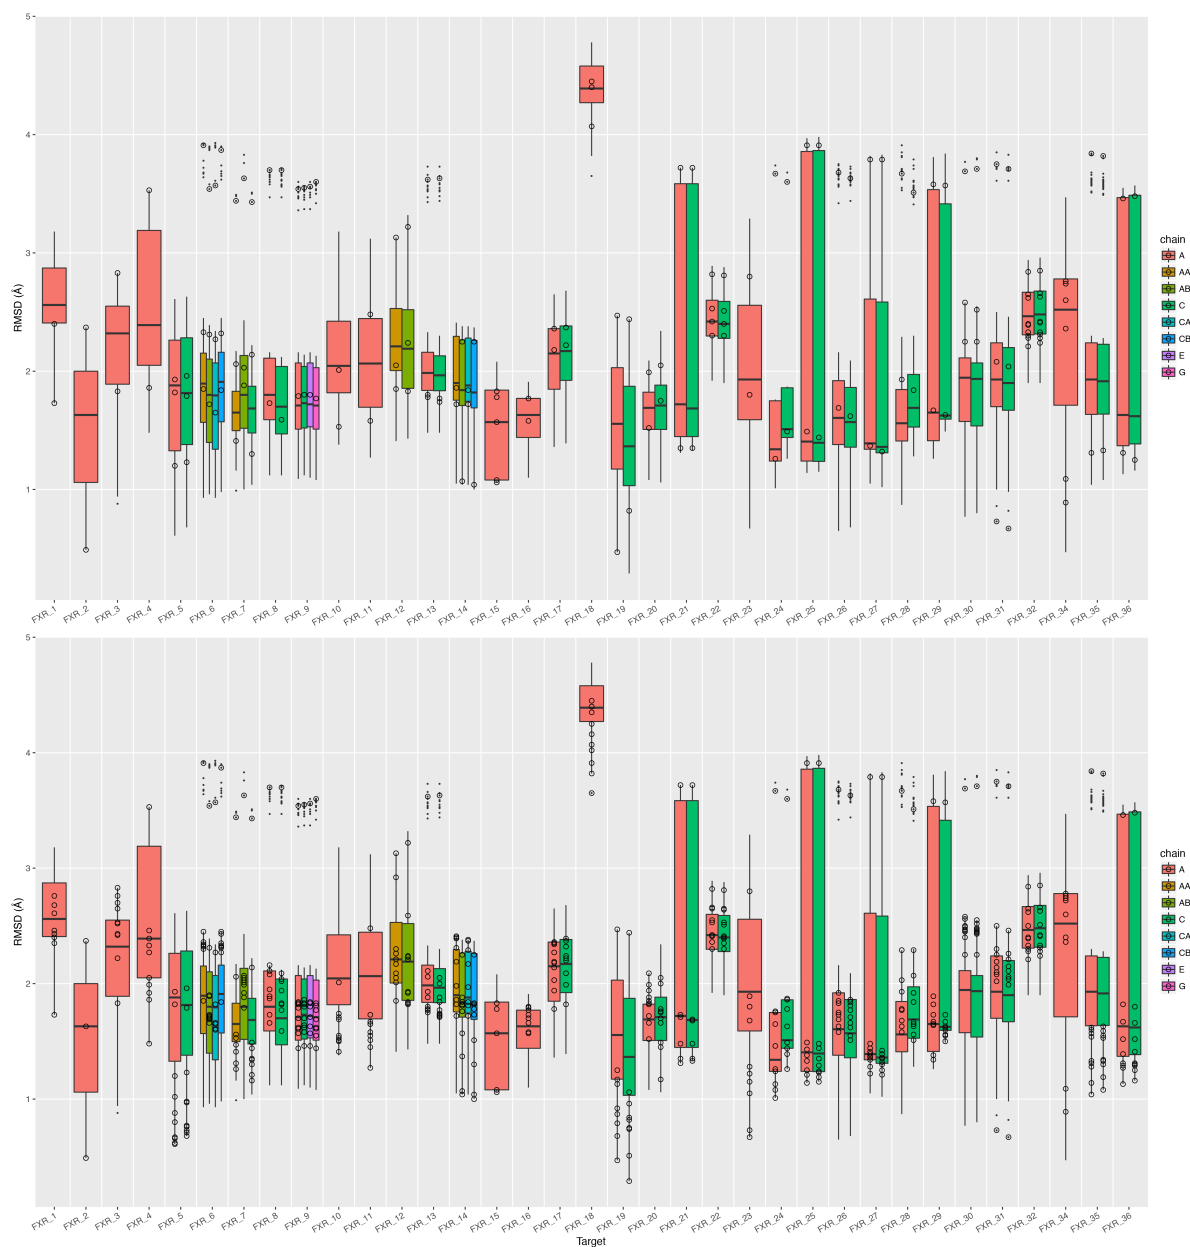 5
4
3
2
1
RMSD (Å)
FXR_1 FXR_2 FXR_3 FXR_4 FXR_5 FXR_6 FXR_7 FXR_8 FXR_9 FXR_10 FXR_11 FXR_12 FXR_13 FXR_14 FXR_15 FXR_16 FXR_17 FXR_18 FXR_19 FXR_20 FXR_21 FXR_22 FXR_23 FXR_24 FXR_25 FXR_26 FXR_27 FXR_28 FXR_29 FXR_30 FXR_31 FXR_32 FXR_34 FXR_35 FXR_36
chain
A
AA
AB
C
CA
CB
E
G
5
4
3
2
1
RMSD (Å)
FXR_1 FXR_2 FXR_3 FXR_4 FXR_5 FXR_6 FXR_7 FXR_8 FXR_9 FXR_10 FXR_11 FXR_12 FXR_13 FXR_14 FXR_15 FXR_16 FXR_17 FXR_18 FXR_19 FXR_20 FXR_21 FXR_22 FXR_23 FXR_24 FXR_25 FXR_26 FXR_27 FXR_28 FXR_29 FXR_30 FXR_31 FXR_32 FXR_34 FXR_35 FXR_36
Target
chain
A
AA
AB
C
CA
CB
E
G